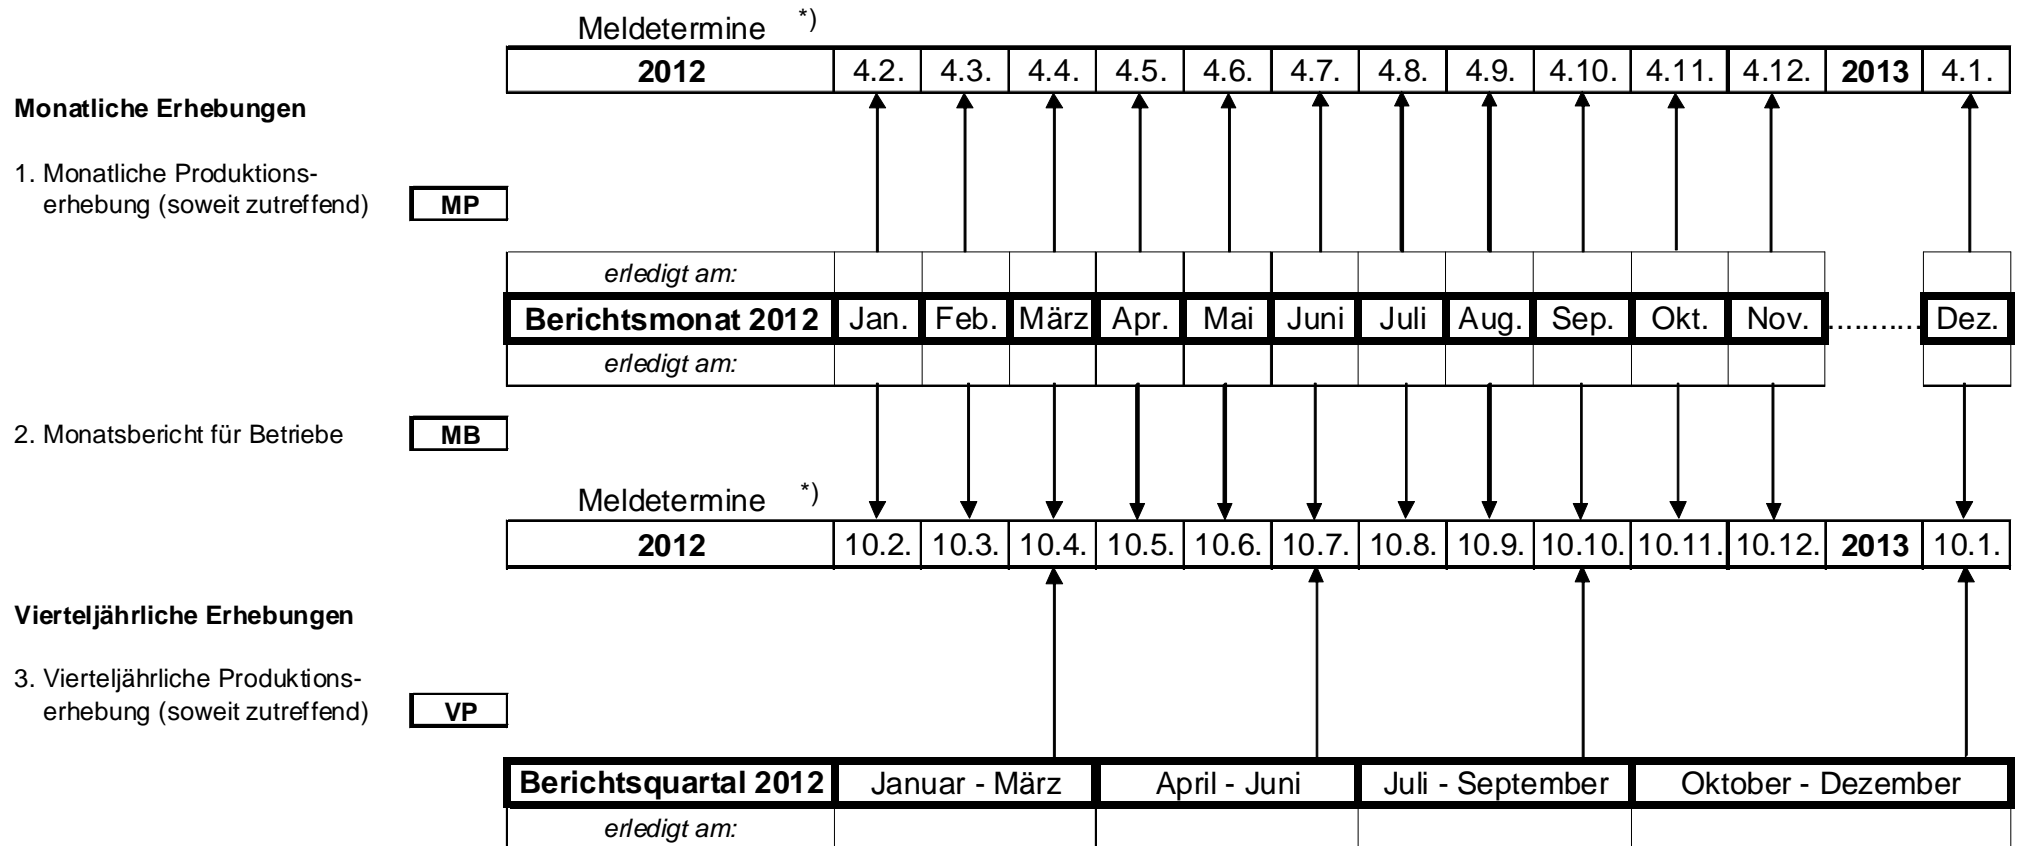 Meldetermine *)
2012 4.2. 4.3. 4.4. 4.5. 4.6. 4.7. 4.8. 4.9. 4.10. 4.11. 4.12. 2013 4.1.
Monatliche Erhebungen
1. Monatliche Produktions-
erhebung (soweit zutreffend) MP
erledigt am:
Berichtsmonat 2012 Jan. Feb. März Apr. Mai Juni Juli Aug. Sep. Okt. Nov. ........... Dez.
erledigt am:
2. Monatsbericht für Betriebe MB
Meldetermine *)
2012 10.2. 10.3. 10.4. 10.5. 10.6. 10.7. 10.8. 10.9. 10.10. 10.11. 10.12. 2013 10.1.
Vierteljährliche Erhebungen
3. Vierteljährliche Produktions-
erhebung (soweit zutreffend) VP
Berichtsquartal 2012 Januar - März April - Juni Juli - September Oktober - Dezember
erledigt am: